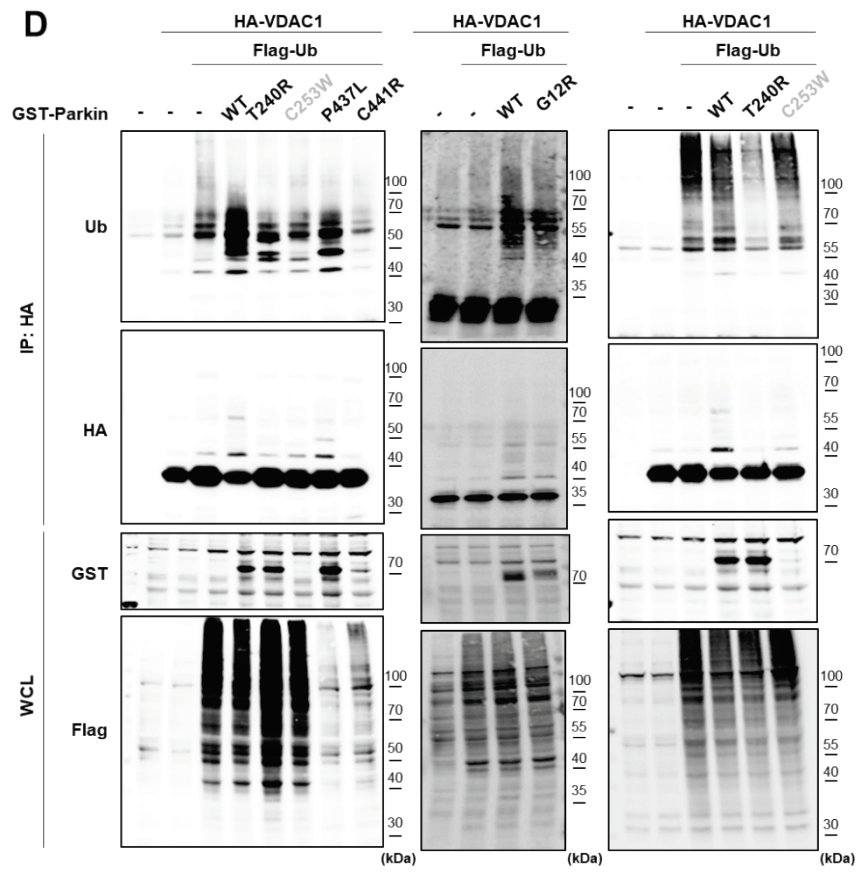 D
HA-VDAC1 HA-VDAC1 HA-VDAC1
Flag-Ub Flag-Ub Flag-Ub
GST-Parkin - - - WT T240R C253W P437L C441R - - WT G12R - - - WT T240R C253W
IP: HA
Ub
100 70 50 40 30
100 70 55 40 35
100 70 55 40 30
HA
100 70 50 40 30
100 70 55 40 35
100 70 55 40 30
WCL
GST
70 70 70
Flag
100 70 50 40 30
100 70 55 40 35
100 70 55 40 30
(kDa) (kDa) (kDa)